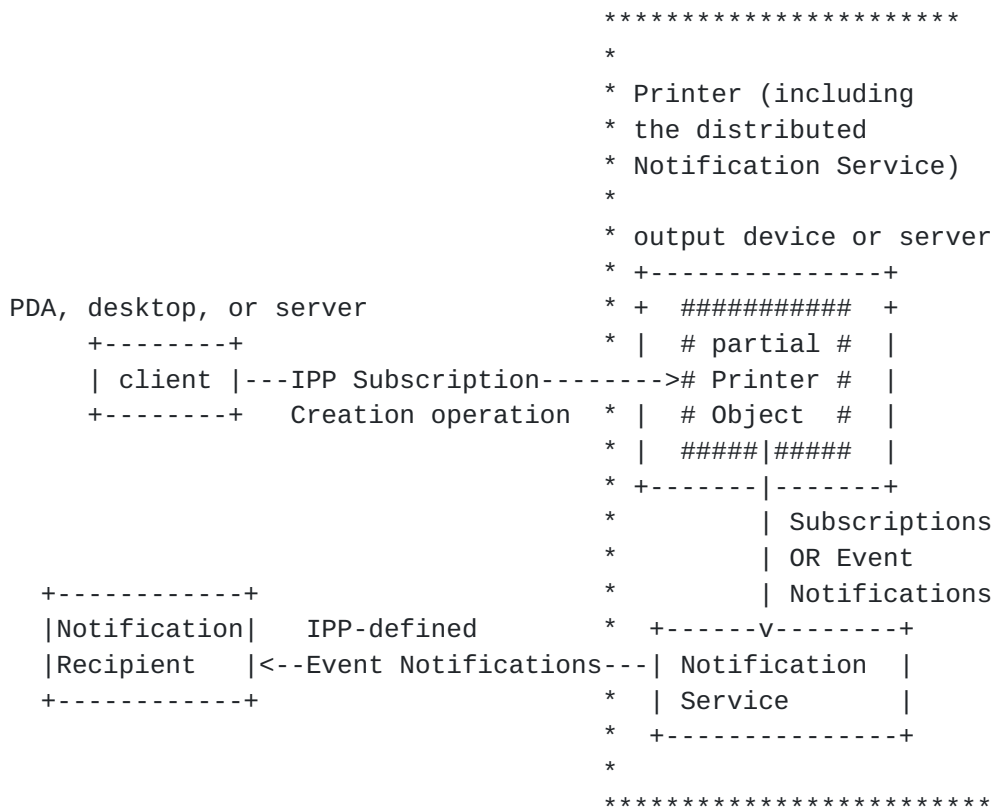 ***********************
*
* Printer (including
* the distributed
* Notification Service)
*
* output device or server
* +---------------+
PDA, desktop, or server * + ########### +
+--------+ * | # partial # |
| client |---IPP Subscription--------># Printer # |
+--------+ Creation operation * | # Object # |
* | #####|##### |
* +-------|-------+
* | Subscriptions
* | OR Event
+------------+ * | Notifications
|Notification| IPP-defined * +------v--------+
|Recipient |<--Event Notifications---| Notification |
+------------+ * | Service |
* +---------------+
*
*************************